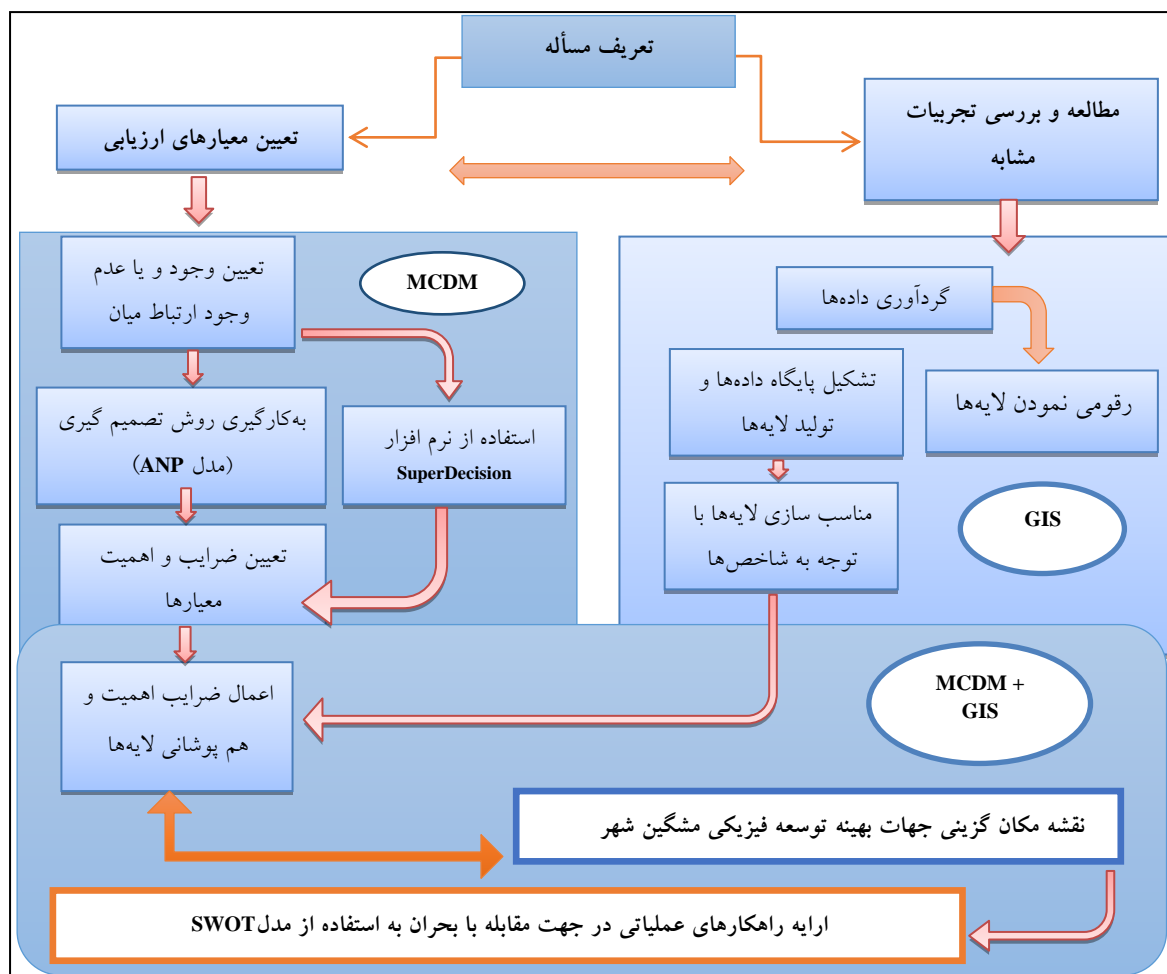 تعریف مسأله
مطالعه و بررسی تجربیات
مشابه
تعیین معیارهای ارزیابی
گردآوری داده‌ها
رقومی نمودن لایه‌ها
تشکیل پایگاه داده‌ها و
تولید لایه‌ها
مناسب سازی لایه‌ها با
توجه به شاخص‌ها
GIS
MCDM
تعیین وجود و یا عدم
وجود ارتباط میان
به‌کارگیری روش تصمیم گیری
(مدل ANP)
استفاده از نرم افزار
SuperDecision
تعیین ضرایب و اهمیت
معیارها
MCDM +
GIS
اعمال ضرایب اهمیت و
هم پوشانی لایه‌ها
نقشه مکان گزینی جهات بهینه توسعه فیزیکی مشگین شهر
ارایه راهکارهای عملیاتی در جهت مقابله با بحران به استفاده از مدلSWOT